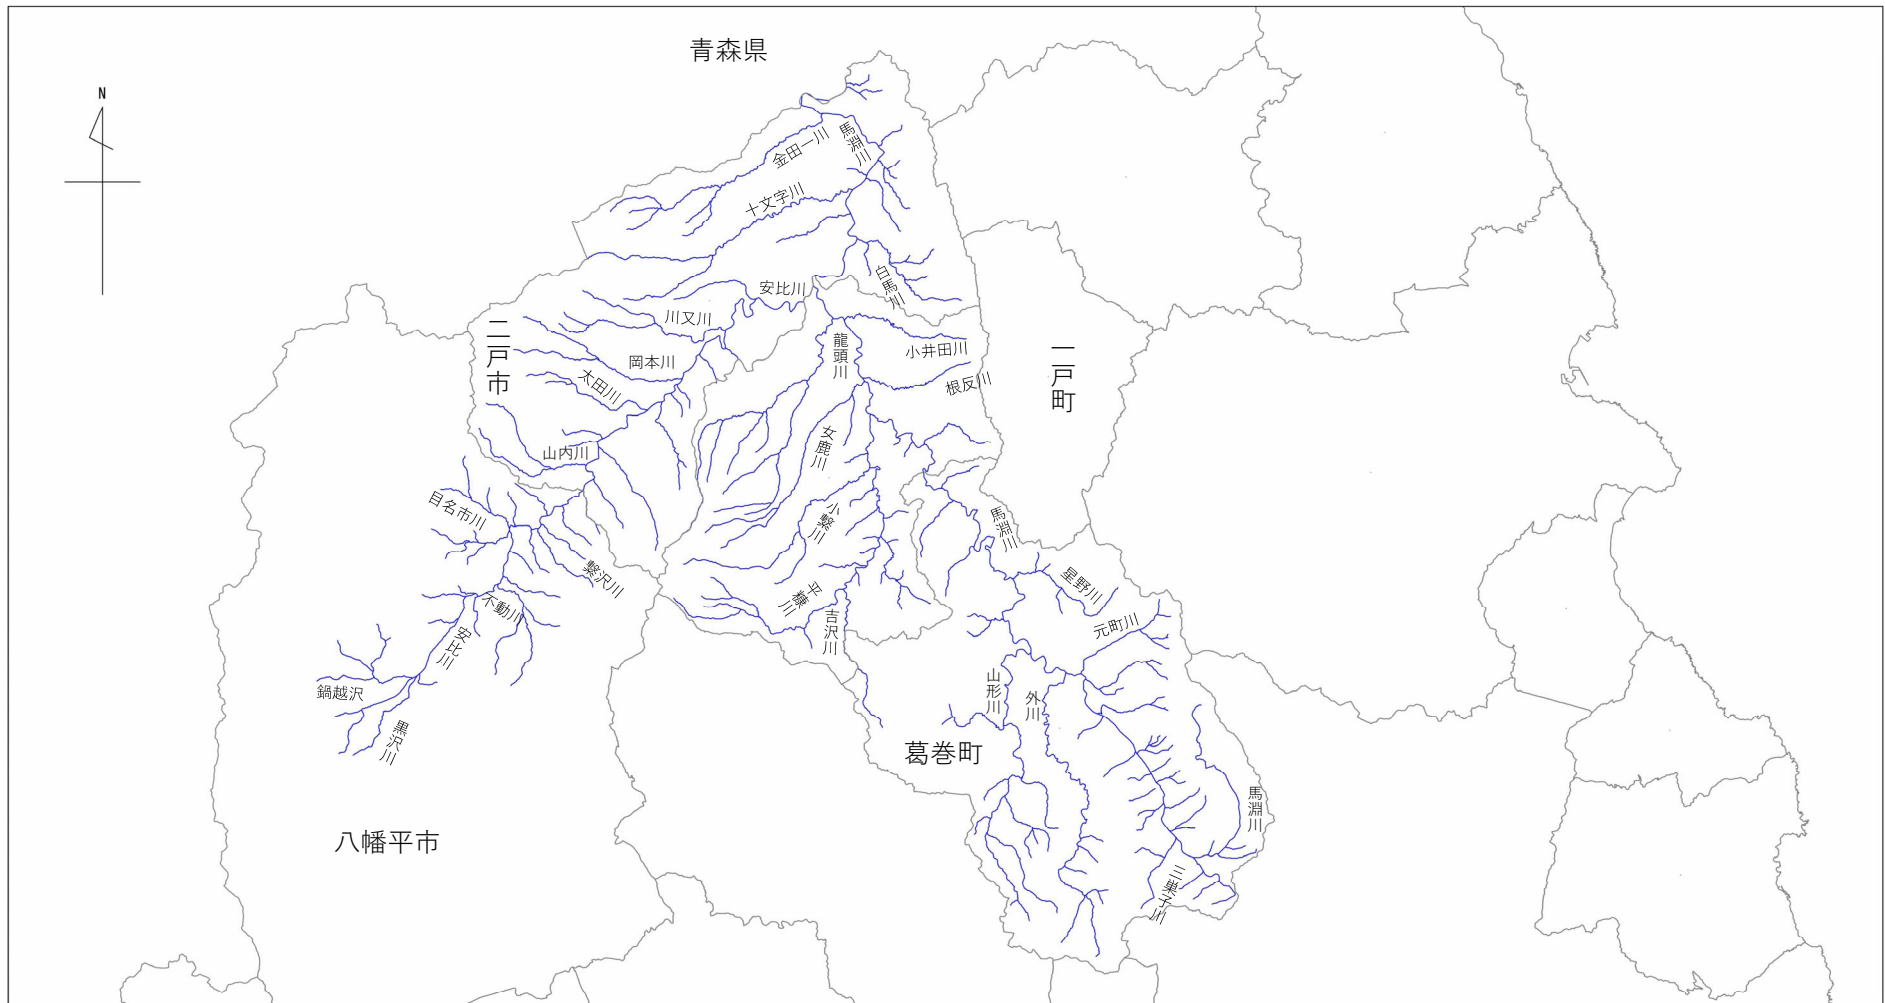 青森県
N
馬淵川
金田一川
十文字川
白馬川
安比川
川又川
二戸市
龍頭川
小井田川
一戸町
岡本川
太田川
根反川
女鹿川
山内川
目名市川
小繋川
馬淵川
繋沢川
星野川
平糠川
不動川
吉沢川
元町川
安比川
鍋越沢
山形川
外川
黒沢川
葛巻町
馬淵川
八幡平市
三巣子川